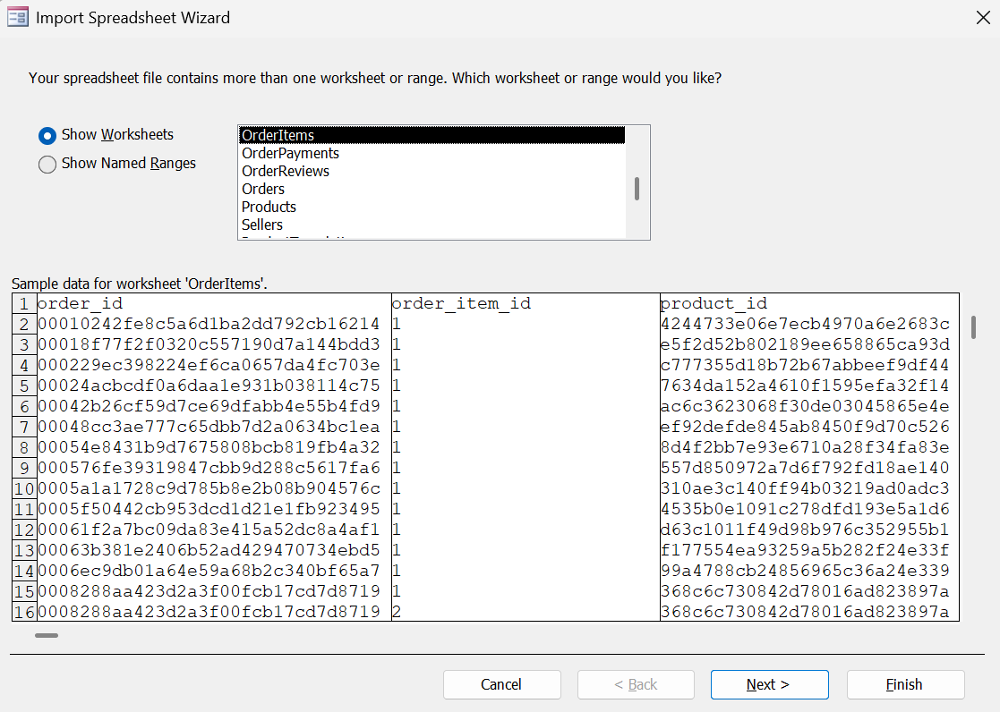 Import Spreadsheet Wizard
Your spreadsheet file contains more than one worksheet or range. Which worksheet or range would you like?
Show Worksheets
Show Named Ranges
OrderItems
OrderPayments
OrderReviews
Orders
Products
Sellers
Sample data for worksheet 'OrderItems'.
1 order_id order_item_id product_id
2 00010242fe8c5a6d1ba2dd792cb16214 1 4244733e06e7ecb4970a6e2683c
3 00018f77f2f0320c557190d7a144bdd3 1 e5f2d52b802189ee658865ca93d
4 000229ec398224ef6ca0657da4fc703e 1 c777355d18b72b67abbeef9df44
5 00024acbcdf0a6daa1e931b038114c75 1 7634da152a4610f1595efa32f14
6 00042b26cf59d7ce69dfabb4e55b4fd9 1 ac6c3623068f30de03045865e4e
7 00048cc3ae777c65dbb7d2a0634bc1ea 1 ef92defde845ab8450f9d70c526
8 00054e8431b9d7675808bcb819fb4a32 1 8d4f2bb7e93e6710a28f34fa83e
9 000576fe39319847cbb9d288c5617fa6 1 557d850972a7d6f792fd18ae140
10 0005a1a1728c9d785b8e2b08b904576c 1 310ae3c140ff94b03219ad0adc3
11 0005f50442cb953dcd1d21e1fb923495 1 4535b0e1091c278dfd193e5a1d6
12 00061f2a7bc09da83e415a52dc8a4af1 1 d63c1011f49d98b976c352955b1
13 00063b381e2406b52ad429470734ebd5 1 f177554ea93259a5b282f24e33f
14 0006ec9db01a64e59a68b2c340bf65a7 1 99a4788cb24856965c36a24e339
15 0008288aa423d2a3f00fcb17cd7d8719 1 368c6c730842d78016ad823897a
16 0008288aa423d2a3f00fcb17cd7d8719 2 368c6c730842d78016ad823897a
Cancel < Back Next > Finish